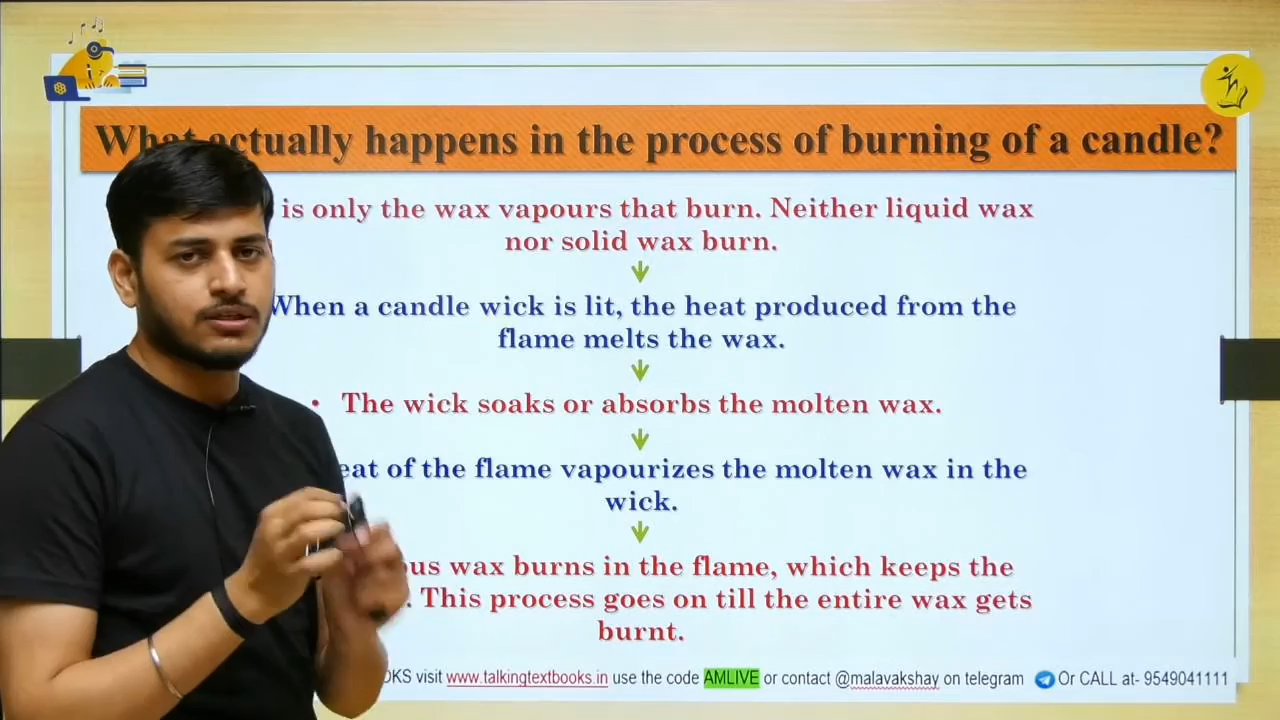 What actually happens in the process of burning of a candle?
is only the wax vapours that burn. Neither liquid wax
nor solid wax burn.
When a candle wick is lit, the heat produced from the
flame melts the wax.
• The wick soaks or absorbs the molten wax.
eat of the flame vapourizes the molten wax in the
wick.
ous wax burns in the flame, which keeps the
. This process goes on till the entire wax gets
burnt.
OKS visit www.talkingtextbooks.in use the code AMLIVE or contact @malavakshay on telegram Or CALL at- 9549041111